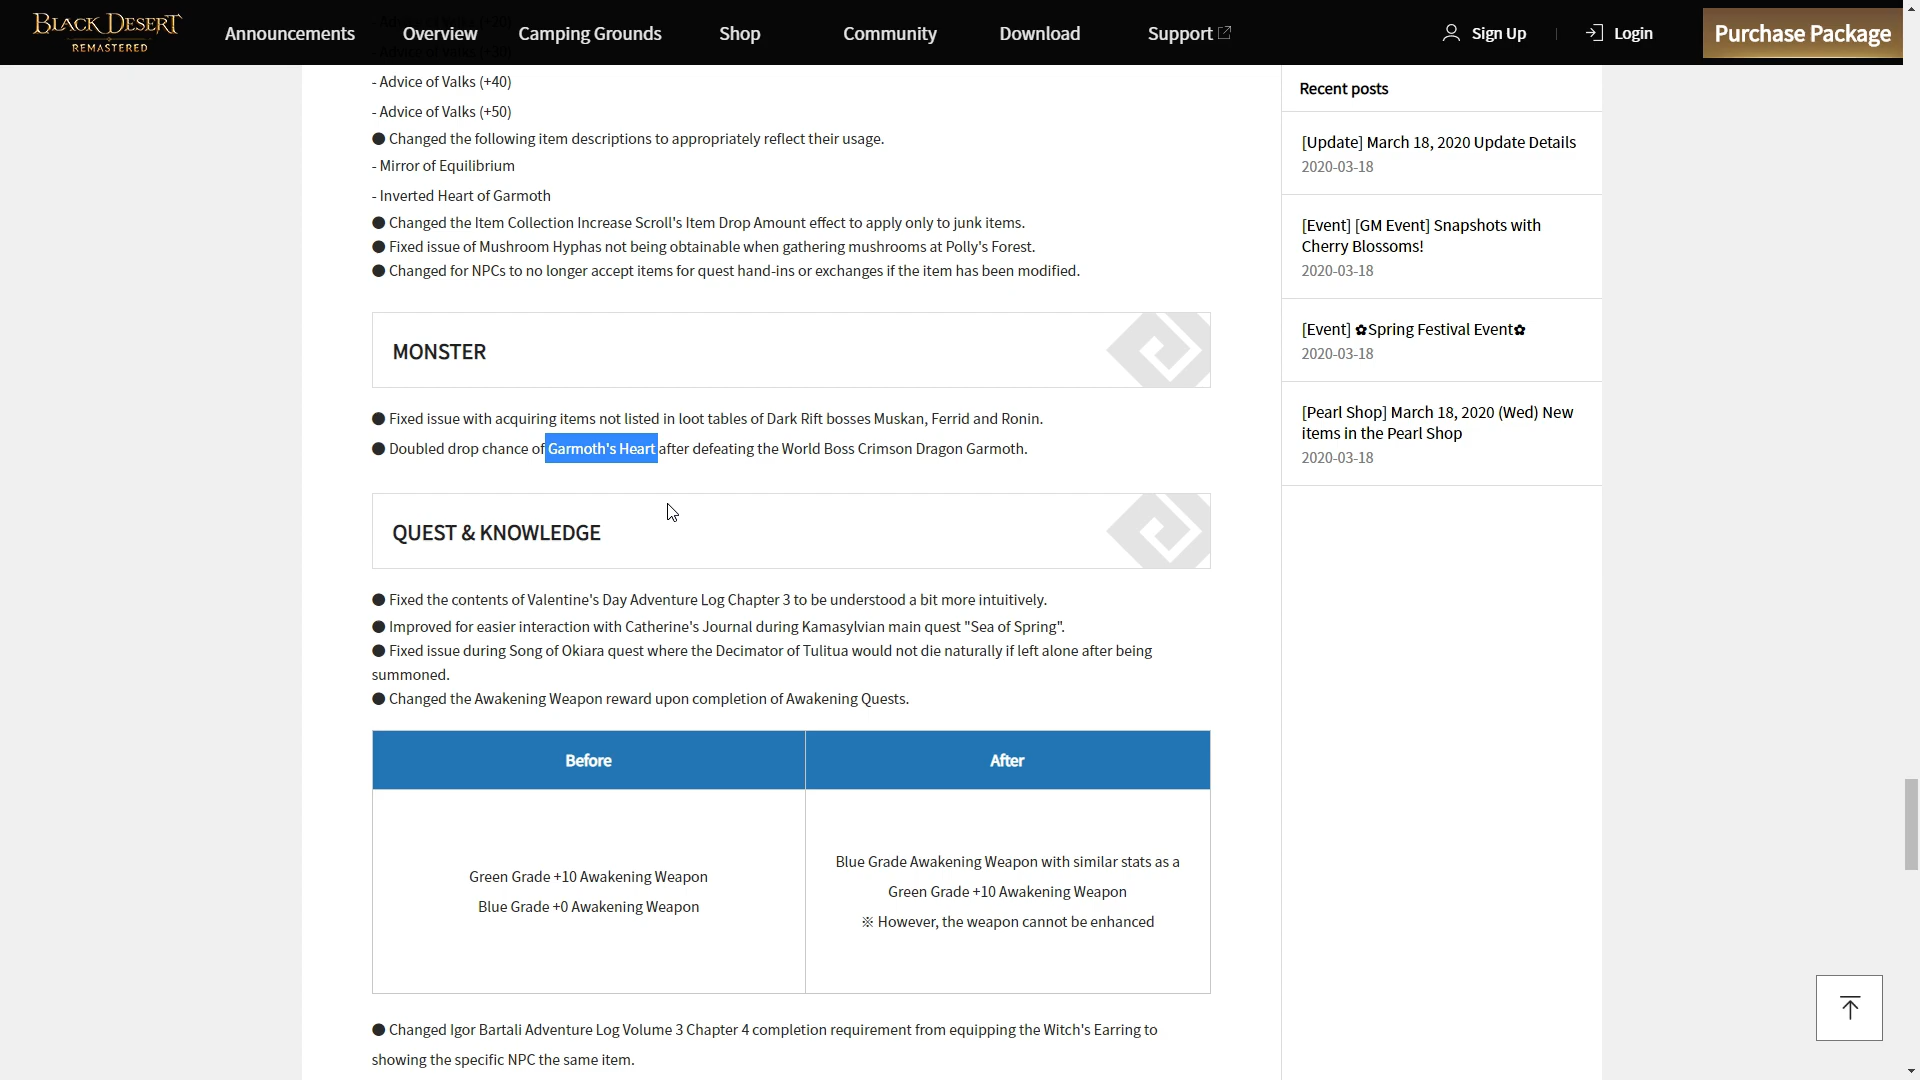 BLACK DESERT
REMASTERED
Announcements
Overview
Camping Grounds
Shop
Community
Download
Support
Sign Up
Login
Purchase Package
- Advice of Valks (+40)
- Advice of Valks (+50)
● Changed the following item descriptions to appropriately reflect their usage.
- Mirror of Equilibrium
- Inverted Heart of Garmoth
● Changed the Item Collection Increase Scroll's Item Drop Amount effect to apply only to junk items.
● Fixed issue of Mushroom Hyphas not being obtainable when gathering mushrooms at Polly's Forest.
● Changed for NPCs to no longer accept items for quest hand-ins or exchanges if the item has been modified.
MONSTER
● Fixed issue with acquiring items not listed in loot tables of Dark Rift bosses Muskan, Ferrid and Ronin.
● Doubled drop chance of Garmoth's Heart after defeating the World Boss Crimson Dragon Garmoth.
QUEST & KNOWLEDGE
● Fixed the contents of Valentine's Day Adventure Log Chapter 3 to be understood a bit more intuitively.
● Improved for easier interaction with Catherine's Journal during Kamasylvian main quest "Sea of Spring".
● Fixed issue during Song of Okiara quest where the Decimator of Tulitua would not die naturally if left alone after being
summoned.
● Changed the Awakening Weapon reward upon completion of Awakening Quests.
Before
After
Green Grade +10 Awakening Weapon
Blue Grade +0 Awakening Weapon
Blue Grade Awakening Weapon with similar stats as a
Green Grade +10 Awakening Weapon
※ However, the weapon cannot be enhanced
● Changed Igor Bartali Adventure Log Volume 3 Chapter 4 completion requirement from equipping the Witch's Earring to
showing the specific NPC the same item.
Recent posts
[Update] March 18, 2020 Update Details
2020-03-18
[Event] [GM Event] Snapshots with
Cherry Blossoms!
2020-03-18
[Event] ✿Spring Festival Event✿
2020-03-18
[Pearl Shop] March 18, 2020 (Wed) New
items in the Pearl Shop
2020-03-18